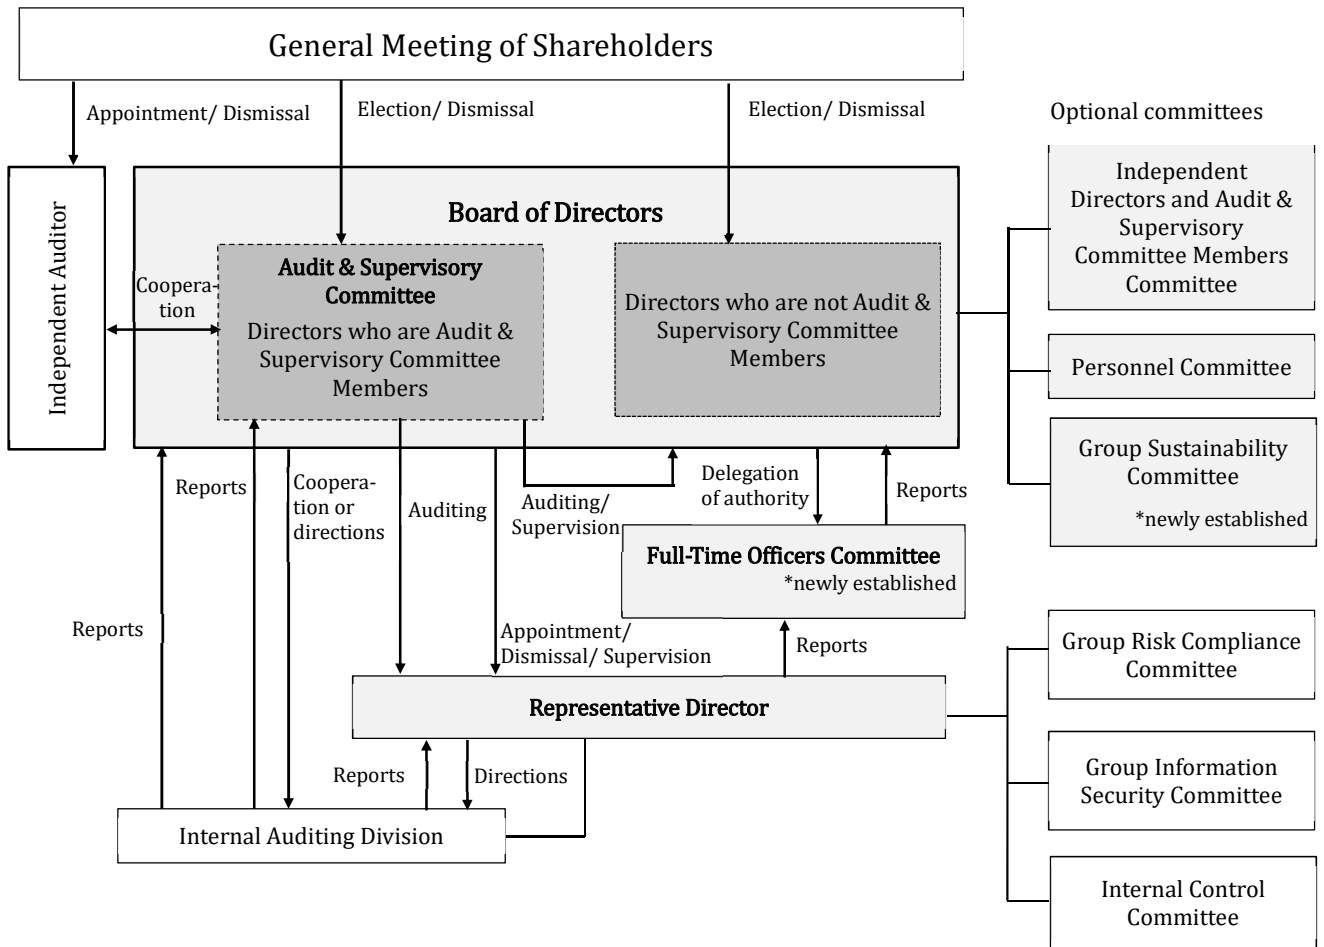 General Meeting of Shareholders
Appointment/ Dismissal
Election/ Dismissal
Election/ Dismissal
Optional committees
Independent Auditor
Board of Directors
Coopera-
tion
Audit & Supervisory
Committee
Directors who are Audit &
Supervisory Committee
Members
Directors who are not Audit &
Supervisory Committee
Members
Independent
Directors and Audit &
Supervisory
Committee Members
Committee
Personnel Committee
Group Sustainability
Committee
*newly established
Reports
Coopera-
tion or
directions
Auditing
Auditing/
Supervision
Delegation
of authority
Reports
Full-Time Officers Committee
*newly established
Reports
Appointment/
Dismissal/ Supervision
Reports
Representative Director
Group Risk Compliance
Committee
Group Information
Security Committee
Internal Control
Committee
Reports
Directions
Internal Auditing Division